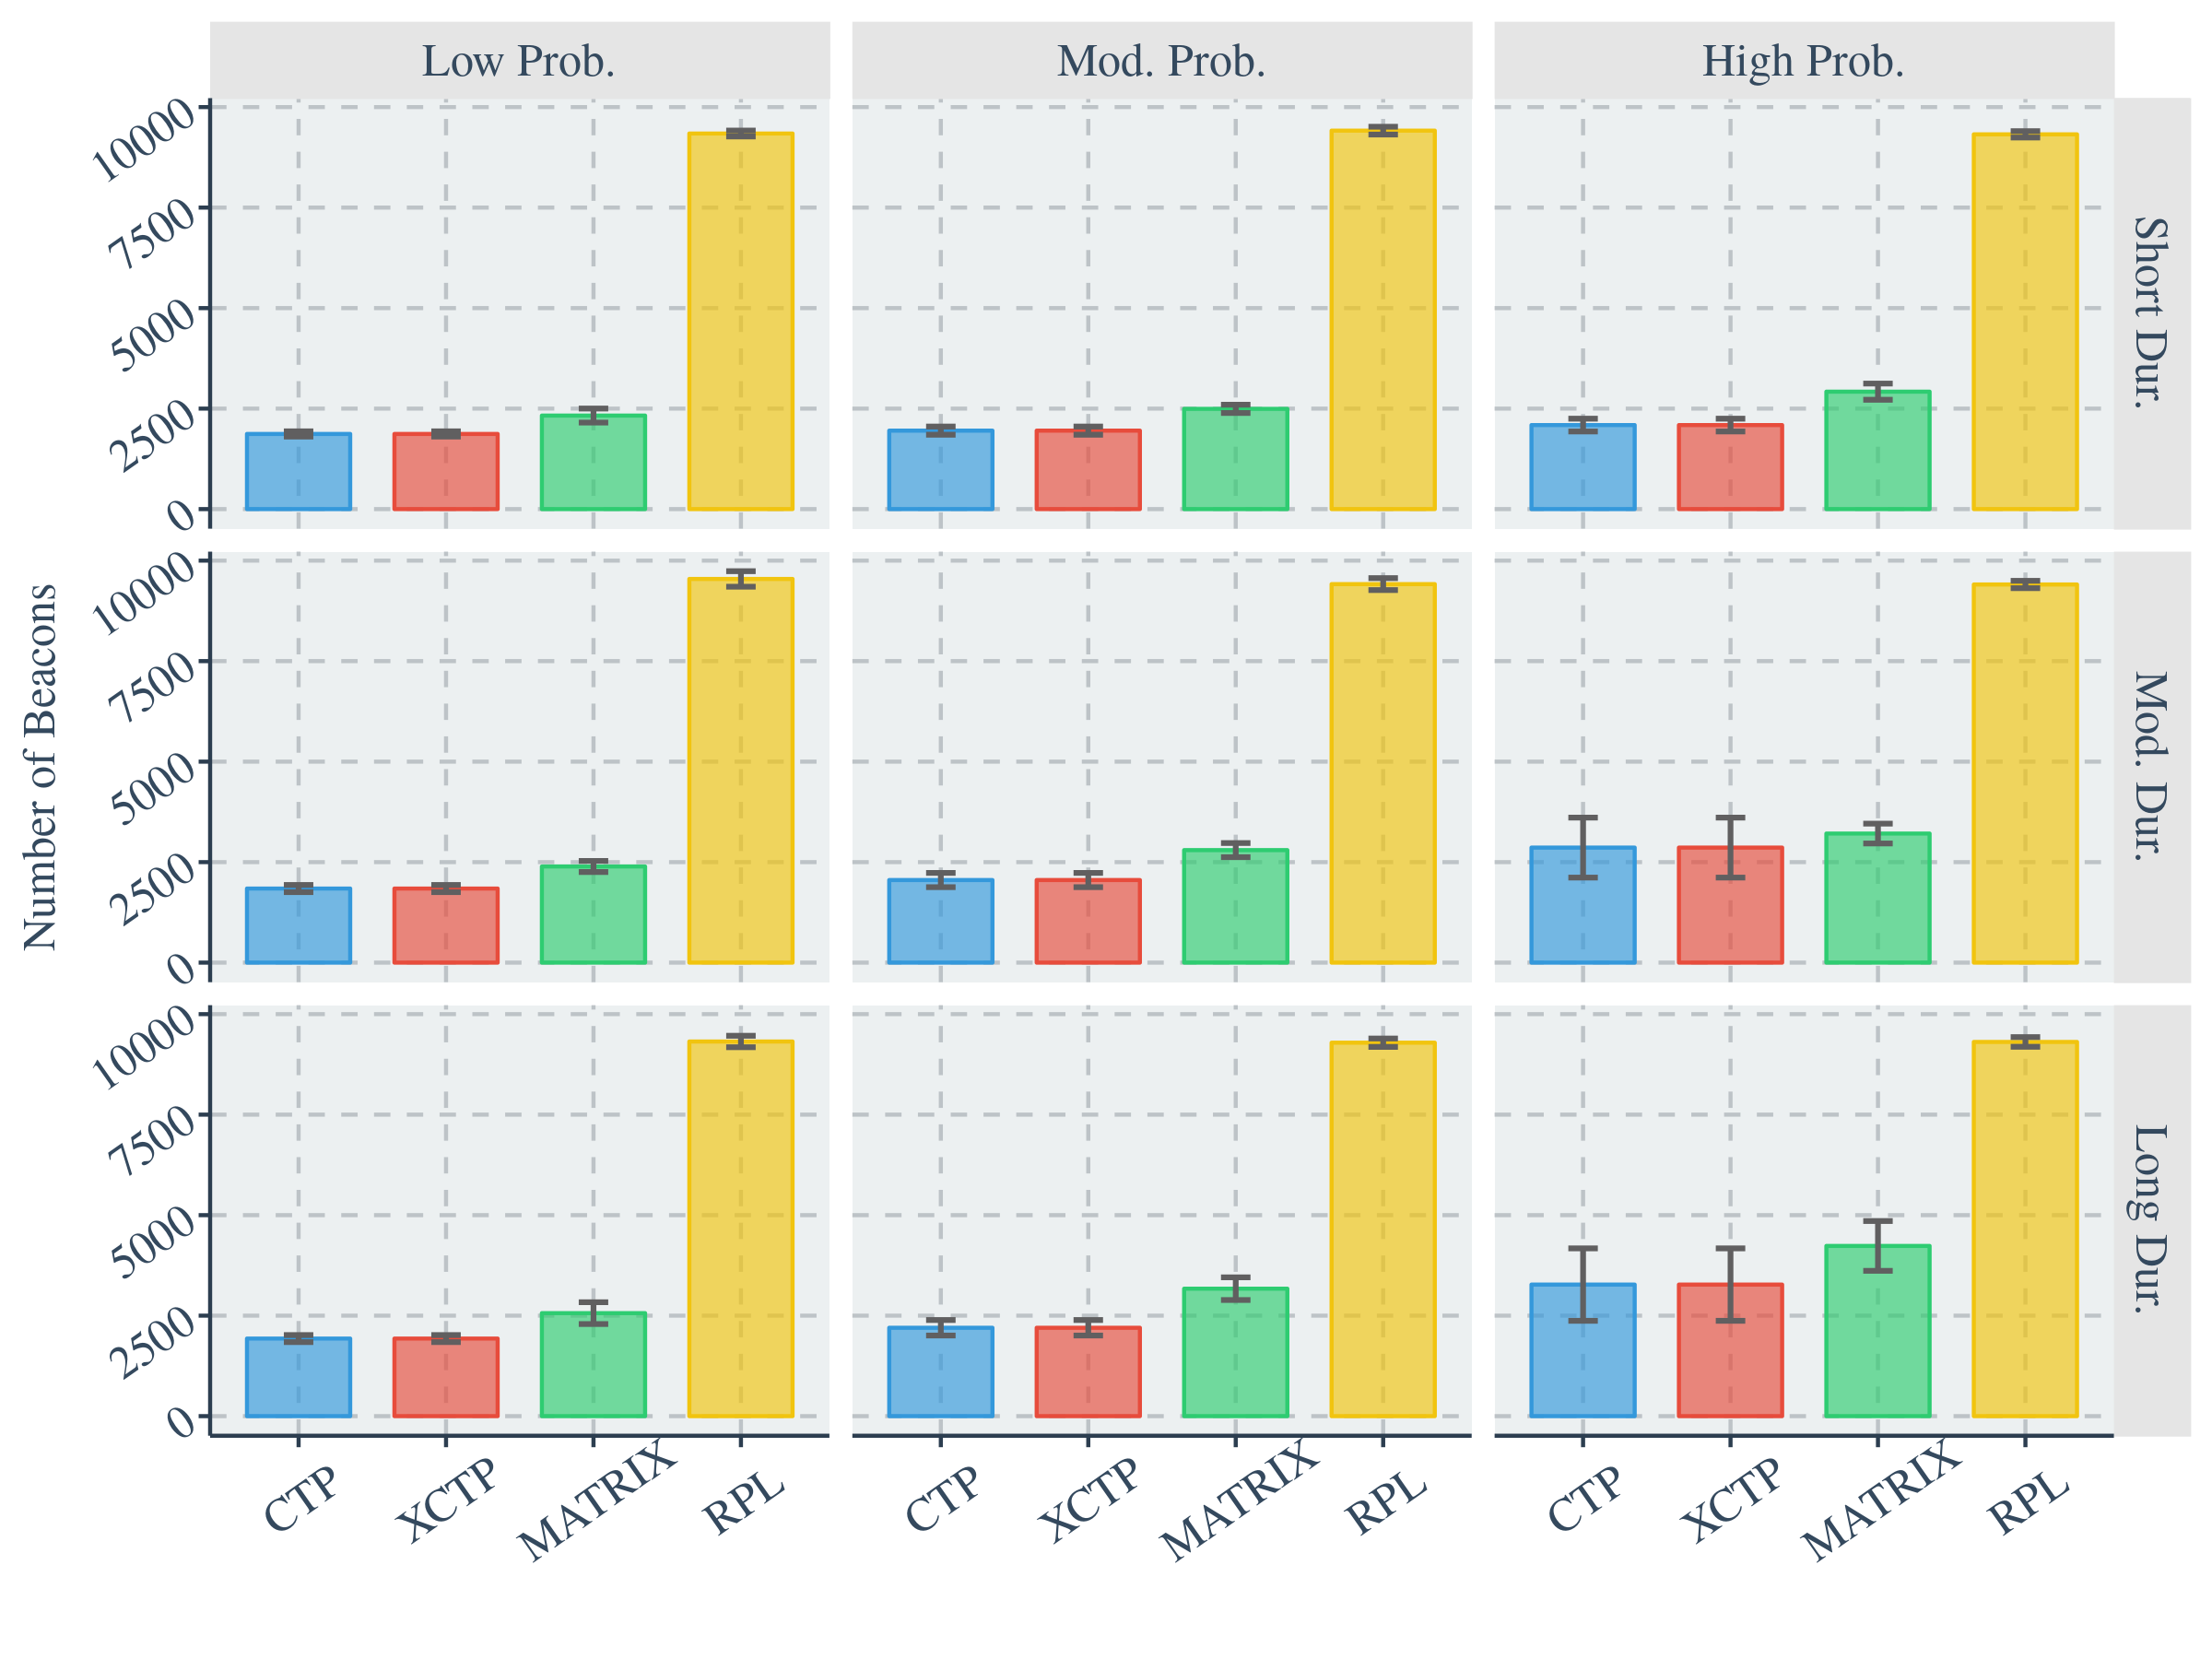 Low Prob. Mod. Prob. High Prob.
Number of Beacons
10000
7500
5000
2500
0
Short Dur.
10000
7500
5000
2500
0
Mod. Dur.
10000
7500
5000
2500
0
Long Dur.
CTP XCTP MATRIX RPL CTP XCTP MATRIX RPL CTP XCTP MATRIX RPL